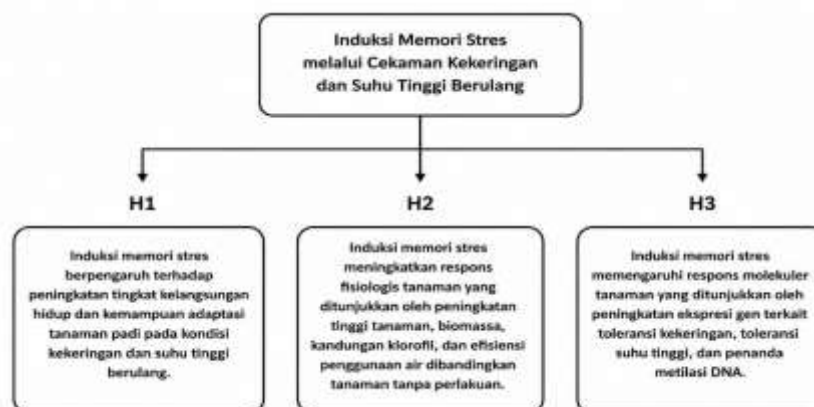 Induksi Memori Stres
melalui Cekaman Kekeringan
dan Suhu Tinggi Berulang
H1
Induksi memori stres
berpengaruh terhadap
peningkatan tingkat kelangsungan
hidup dan kemampuan adaptasi
tanaman padi pada kondisi
kekeringan dan suhu tinggi
berulang.
H2
Induksi memori stres
meningkatkan respons
fisiologis tanaman yang
ditunjukkan oleh peningkatan
tinggi tanaman, biomassa,
kandungan klorofil, dan efisiensi
penggunaan air dibandingkan
tanaman tanpa perlakuan.
H3
Induksi memori stres
memengaruhi respons molekuler
tanaman yang ditunjukkan oleh
peningkatan ekspresi gen terkait
toleransi kekeringan, toleransi
suhu tinggi, dan penanda
metilasi DNA.